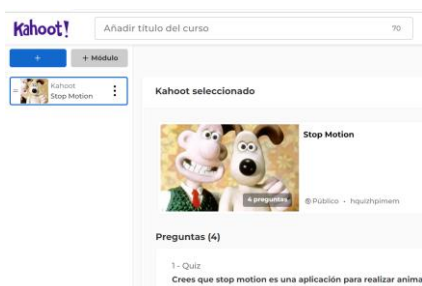 Kahoot!
Añadir título del curso
70
+
+ Módulo
Kahoot
Stop Motion
Kahoot seleccionado
Stop Motion
4 preguntas
Público • hquizhpimem
Preguntas (4)
1 - Quiz
Crees que stop motion es una aplicación para realizar anima